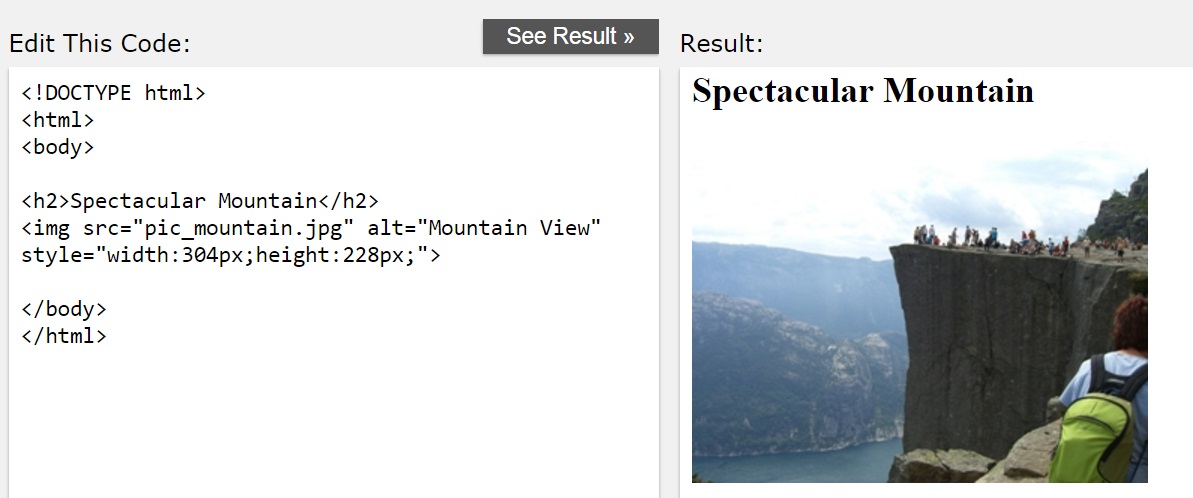 Edit This Code:
See Result »
Result:
<!DOCTYPE html>
<html>
<body>
<h2>Spectacular Mountain</h2>
<img src="pic_mountain.jpg" alt="Mountain View"
style="width:304px;height:228px;">
</body>
</html>
Spectacular Mountain